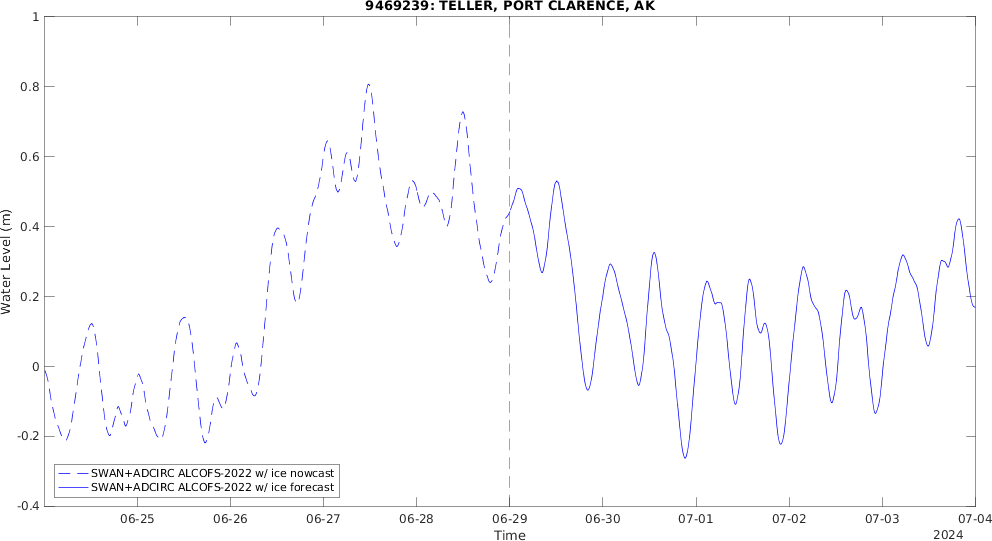 9469239: TELLER, PORT CLARENCE, AK
1
0.8
0.6
0.4
0.2
0
-0.2
-0.4
Water Level (m)
SWAN+ADCIRC ALCOFS-2022 w/ ice nowcast
SWAN+ADCIRC ALCOFS-2022 w/ ice forecast
06-25 06-26 06-27 06-28 06-29 06-30 07-01 07-02 07-03 07-04
Time
2024